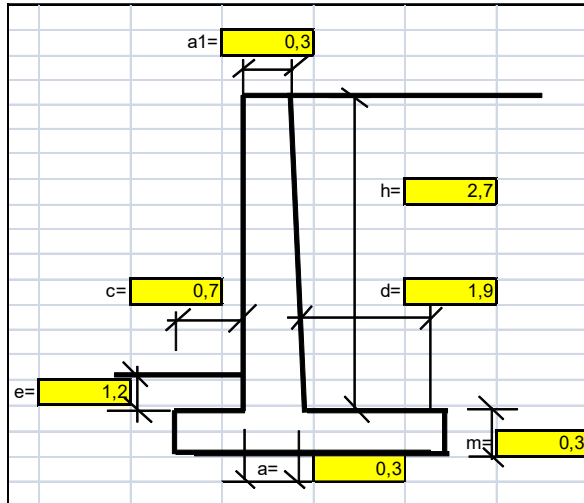 a1= 0,3
h= 2,7
c= 0,7 d= 1,9
e= 1,2
m= 0,3
a= 0,3